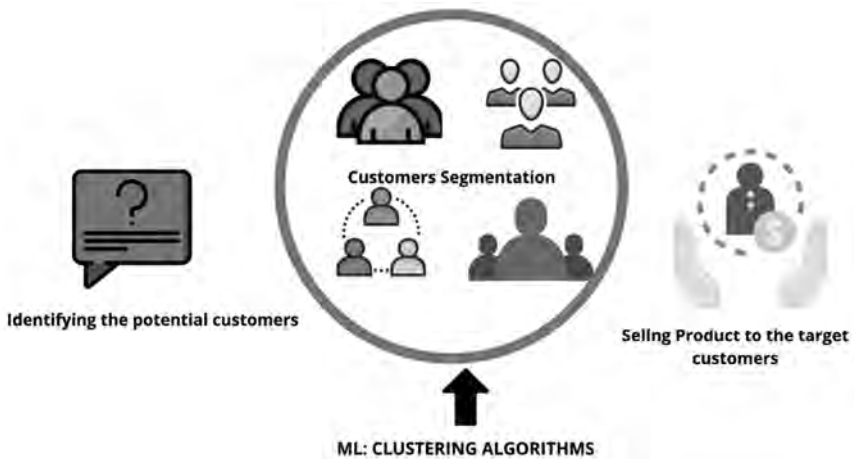 Customers Segmentation
?
Identifying the potential customers
$
Sellng Product to the target
customers
ML: CLUSTERING ALGORITHMS